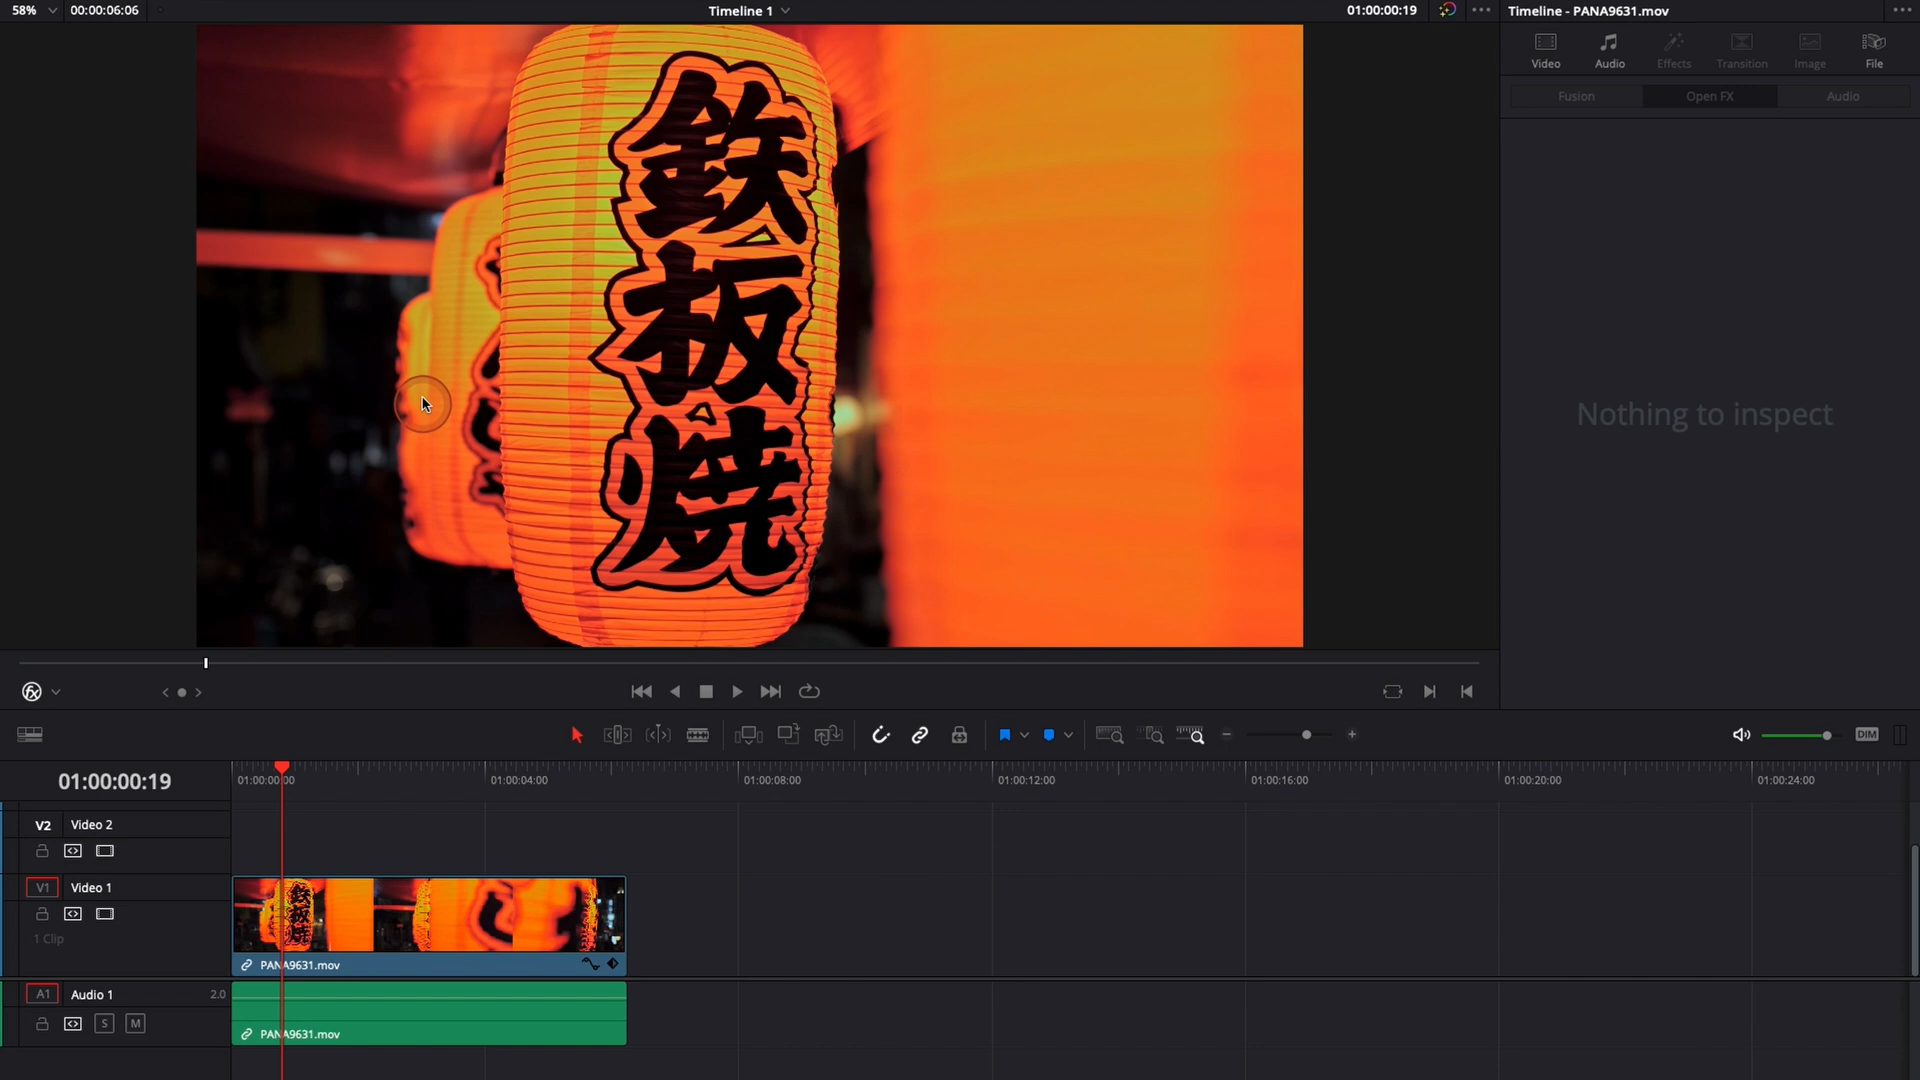 58%
00:00:06:06
Timeline 1
01:00:00:19
Timeline - PANA9631.mov
Video
Audio
Effects
Transition
Image
File
Fusion
Open FX
Audio
Nothing to inspect
鉄板焼
fx
DIM
01:00:00:19
01:00:00:00
01:00:04:00
01:00:08:00
01:00:12:00
01:00:16:00
01:00:20:00
01:00:24:00
V2
Video 2
V1
Video 1
1 Clip
PANA9631.mov
A1
Audio 1
2.0
S
M
PANA9631.mov